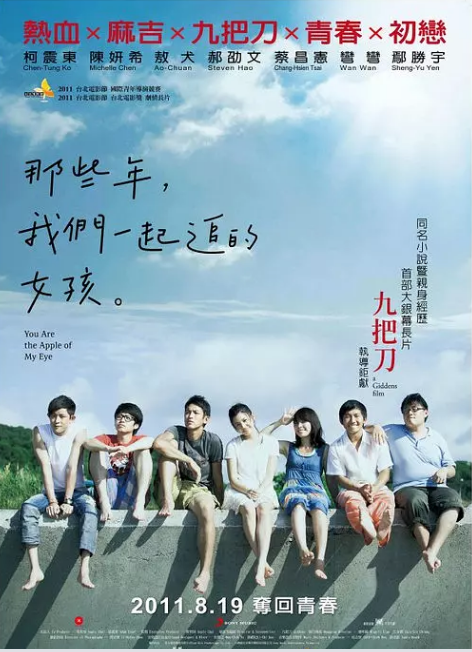 熱血×麻吉×九把刀×青春×初戀
柯震東 陳妍希 敖犬 郝劭文 蔡昌憲 彎彎 鄢勝宇
Chen-Tung Ko Michelle Chen Ao-Chuan Steven Hao Chang-Hsien Tsai Wan Wan Sheng-Yu Yen
2011 台北電影節 國際青年導演競賽
2011 台北電影節 台北電影獎 劇情長片
那些年，
我們一起追的
女孩。
You Are
the Apple of
My Eye
同名小說暨親身經歷
首部大銀幕長片
九把刀
a Giddens film
執導鉅獻
2011.8.19 奪回青春
SONY MUSIC